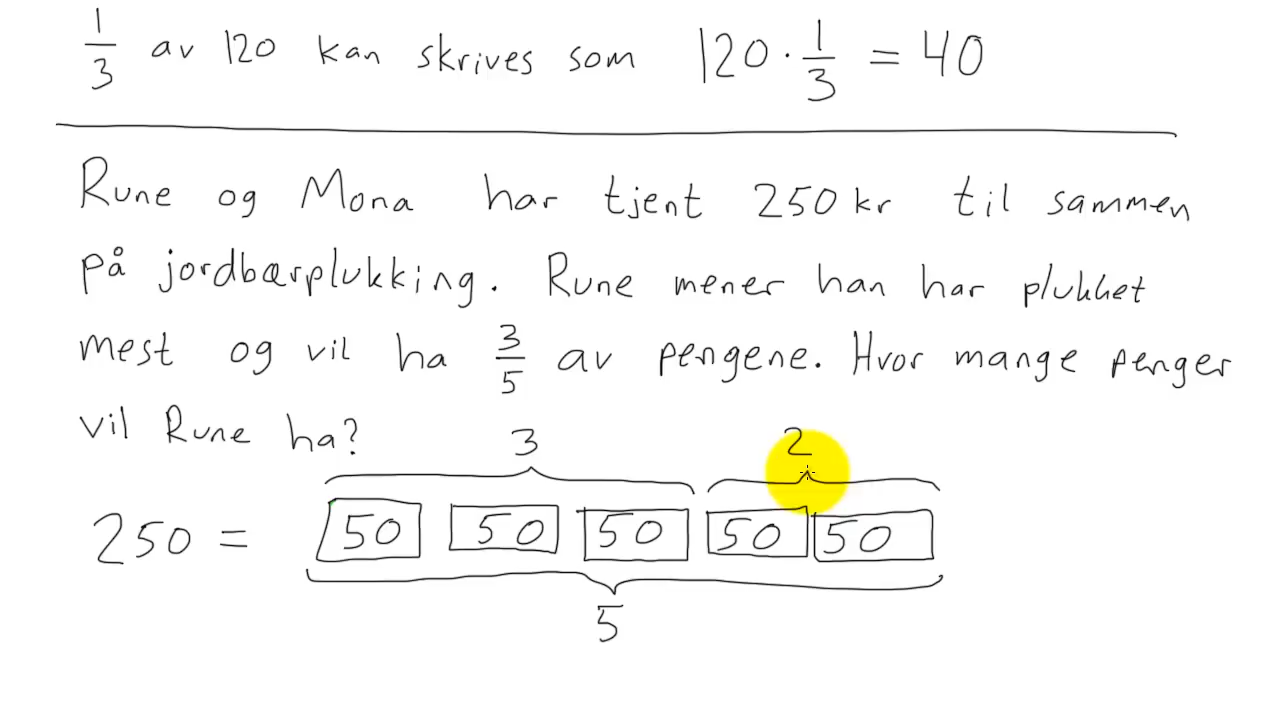 1/3 av 120 kan skrives som 120 · 1/3 = 40
Rune og Mona har tjent 250 kr til sammen
på jordbærplukking. Rune mener han har plukket
mest og vil ha 3/5 av pengene. Hvor mange penger
vil Rune ha?
3 2
250 = 50 50 50 50 50
5